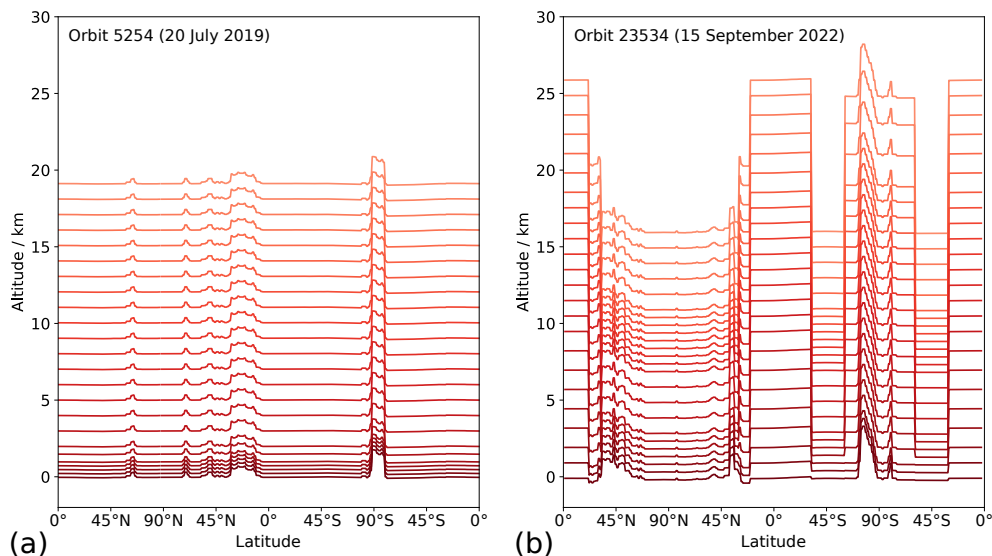 Orbit 5254 (20 July 2019)
Altitude / km
30
25
20
15
10
5
0
0° 45°N 90°N 45°N 0° 45°S 90°S 45°S 0°
Latitude
(a)
Orbit 23534 (15 September 2022)
Altitude / km
30
25
20
15
10
5
0
0° 45°N 90°N 45°N 0° 45°S 90°S 45°S 0°
Latitude
(b)